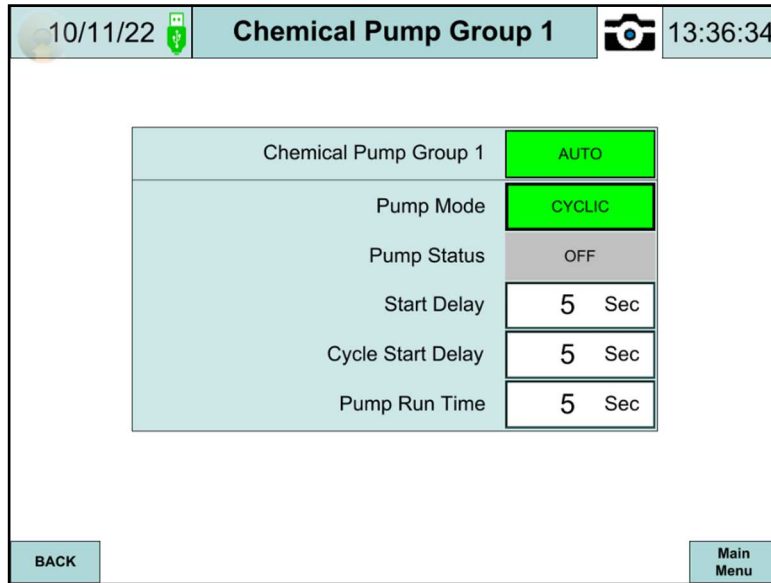 10/11/22 Chemical Pump Group 1 13:36:34
Chemical Pump Group 1 AUTO
Pump Mode CYCLIC
Pump Status OFF
Start Delay 5 Sec
Cycle Start Delay 5 Sec
Pump Run Time 5 Sec
BACK
Main
Menu